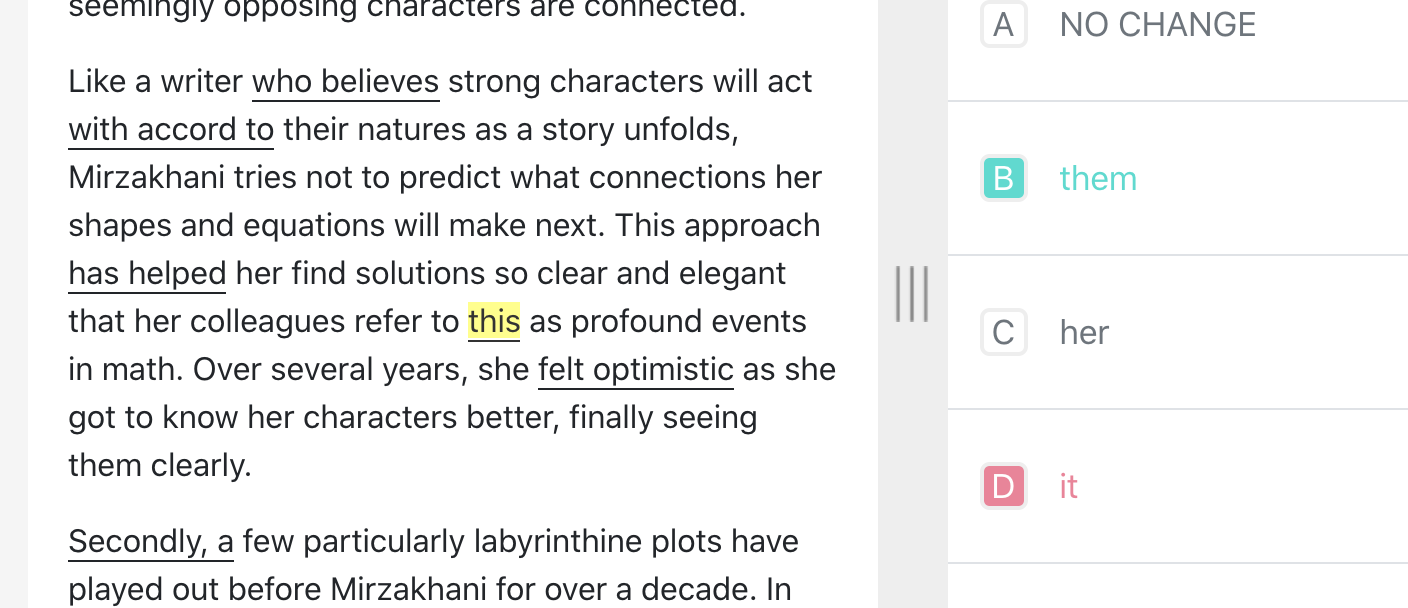 seemingly opposing characters are connected.
Like a writer who believes strong characters will act
with accord to their natures as a story unfolds,
Mirzakhani tries not to predict what connections her
shapes and equations will make next. This approach
has helped her find solutions so clear and elegant
that her colleagues refer to this as profound events
in math. Over several years, she felt optimistic as she
got to know her characters better, finally seeing
them clearly.
Secondly, a few particularly labyrinthine plots have
played out before Mirzakhani for over a decade. In
A NO CHANGE
B them
C her
D it